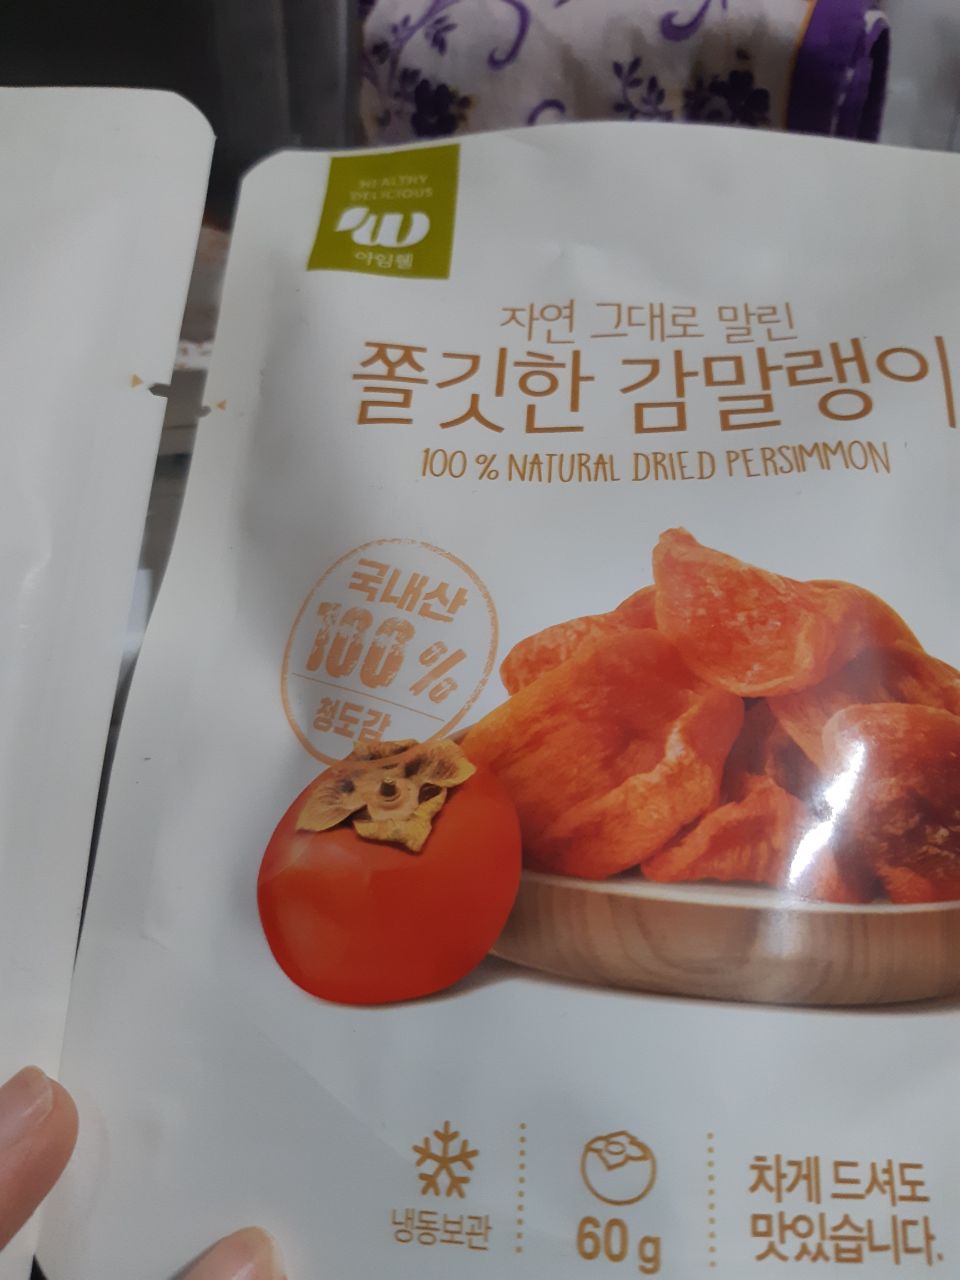 HEALTHY
DELICIOUS
W
아임웰
자연 그대로 말린
쫄깃한 감말랭이
100 % NATURAL DRIED PERSIMMON
국내산
100 %
청도감
냉동보관
60 g
차게 드셔도
맛있습니다.